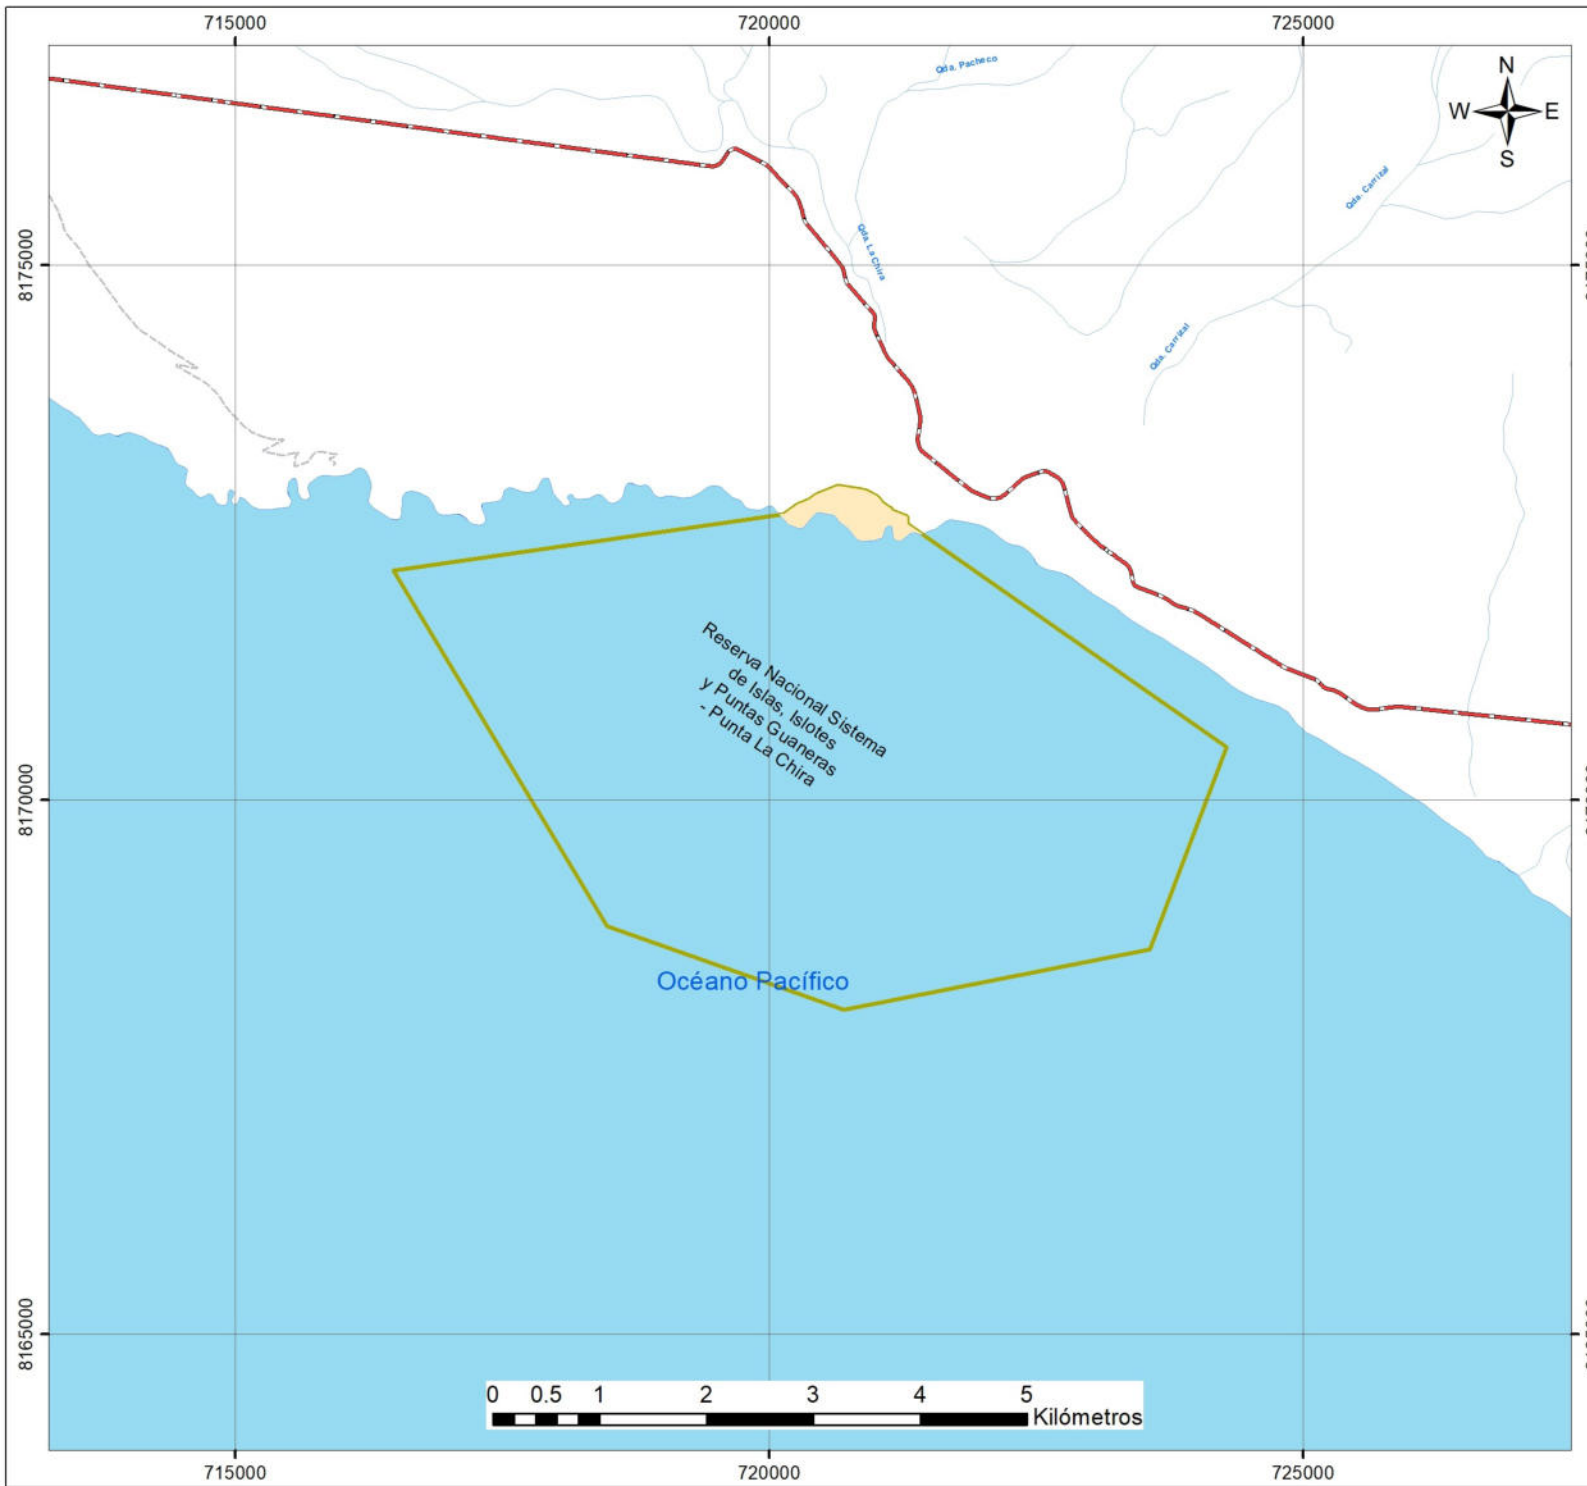 715000
720000
725000
N
W
E
S
Qda. Pacheco
Qda. Carrizal
Qda. La Chira
Qda. Carrizal
8175000
8170000
8165000
Reserva Nacional Sistema
de Islas, Islotes
y Puntas Guaneras
- Punta La Chira
Océano Pacífico
0
0.5
1
2
3
4
5
Kilómetros
715000
720000
725000